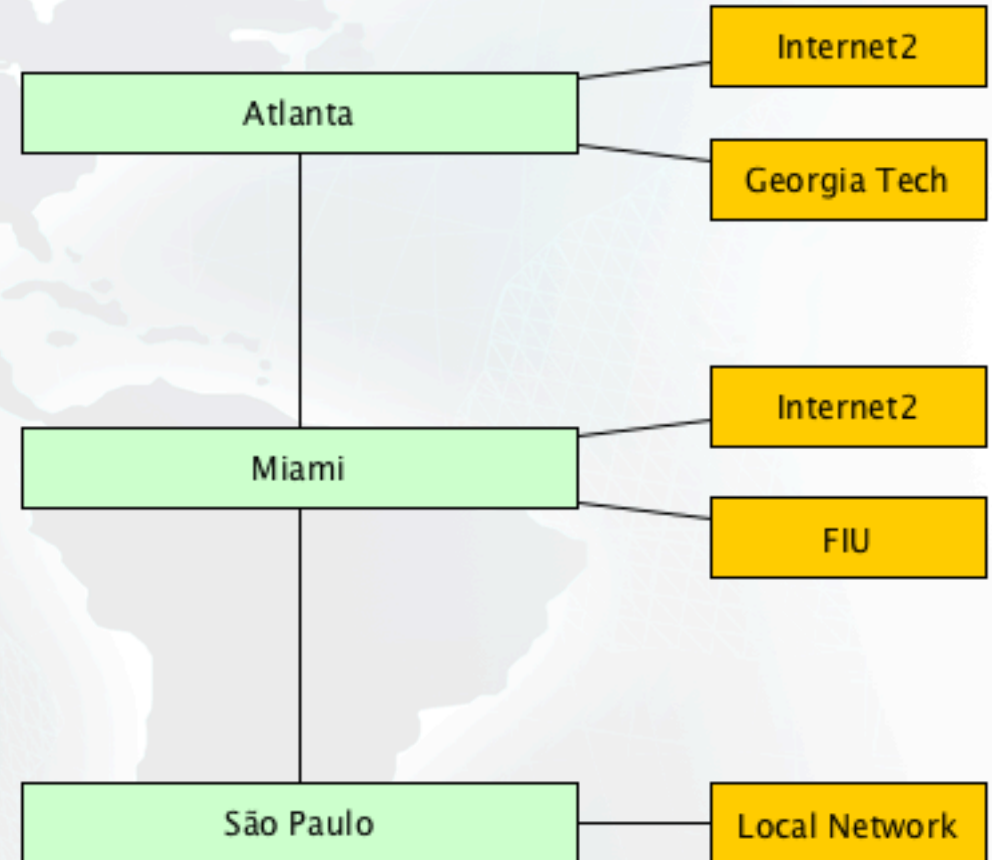 Internet2
Atlanta
Georgia Tech
Internet2
Miami
FIU
São Paulo
Local Network